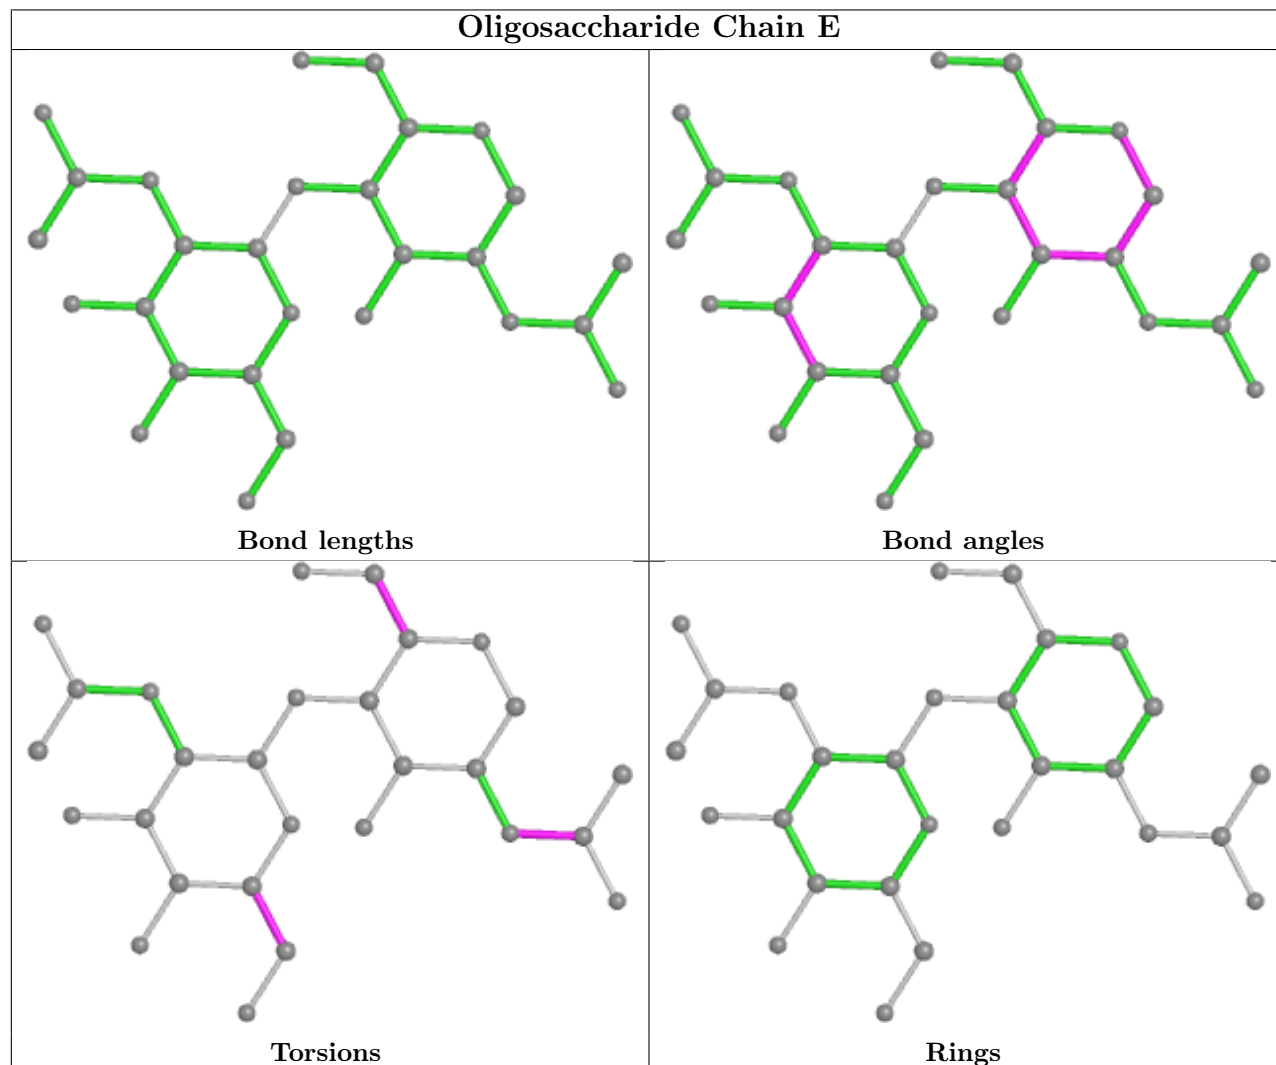 Oligosaccharide Chain E
Bond lengths
Bond angles
Torsions
Rings